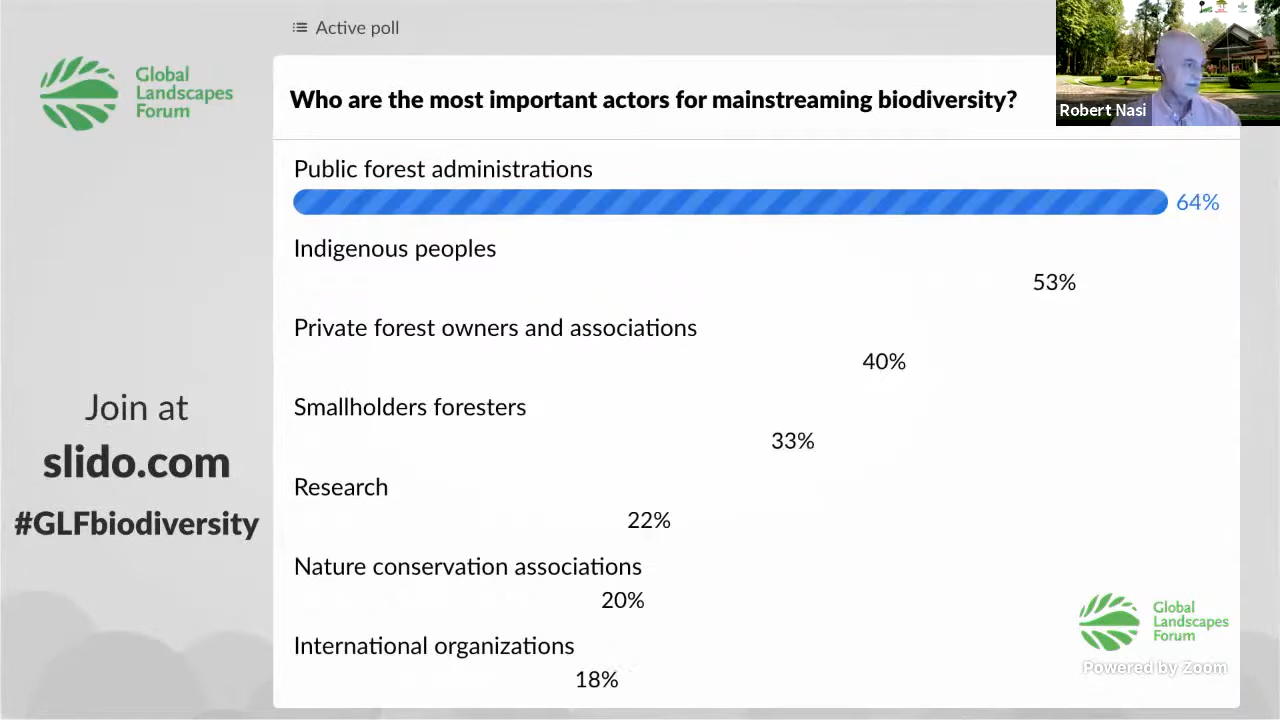 Active poll
Robert Nasi
Global
Landscapes
Forum
Who are the most important actors for mainstreaming biodiversity?
Public forest administrations
64%
Indigenous peoples
53%
Private forest owners and associations
40%
Smallholders foresters
33%
Research
22%
Nature conservation associations
20%
International organizations
18%
Join at
slido.com
#GLFbiodiversity
Global
Landscapes
Forum
Powered by Zoom